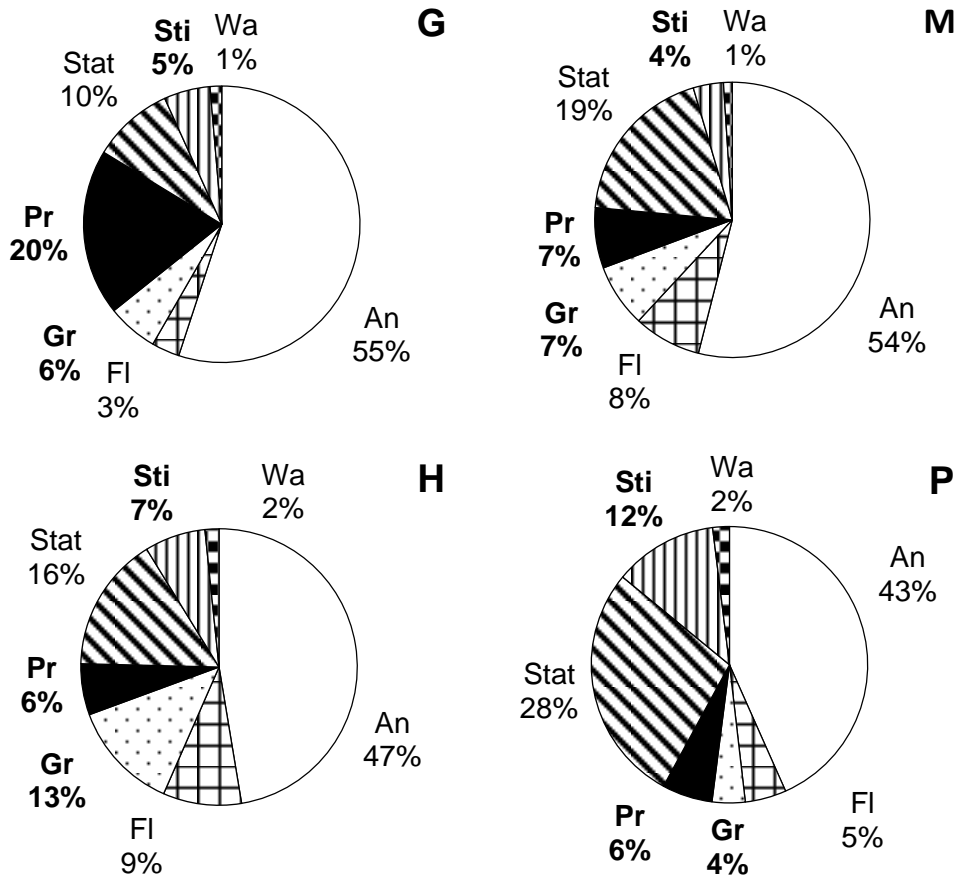 G
Sti
5%
Wa
1%
Stat
10%
Pr
20%
Gr
6%
Fl
3%
An
55%
M
Sti
4%
Wa
1%
Stat
19%
Pr
7%
Gr
7%
Fl
8%
An
54%
H
Sti
7%
Wa
2%
Stat
16%
Pr
6%
Gr
13%
Fl
9%
An
47%
P
Sti
12%
Wa
2%
An
43%
Stat
28%
Pr
6%
Gr
4%
Fl
5%